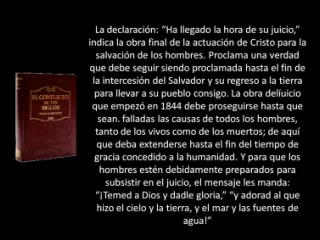 La declaración: “Ha llegado la hora de su juicio,”
indica la obra final de la actuación de Cristo para la
salvación de los hombres. Proclama una verdad
que debe seguir siendo proclamada hasta el fin de
la intercesión del Salvador y su regreso a la tierra
para llevar a su pueblo consigo. La obra delíuicio
que empezó en 1844 debe proseguirse hasta que
sean. falladas las causas de todos los hombres,
tanto de los vivos como de los muertos; de aquí
que deba extenderse hasta el fin del tiempo de
gracia concedido a la humanidad. Y para que los
hombres estén debidamente preparados para
subsistir en el juicio, el mensaje les manda:
“¡Temed a Dios y dadle gloria,” “y adorad al que
hizo el cielo y la tierra, y el mar y las fuentes de
agua!”
EL CONFLICTO
DE LOS
SIGLOS